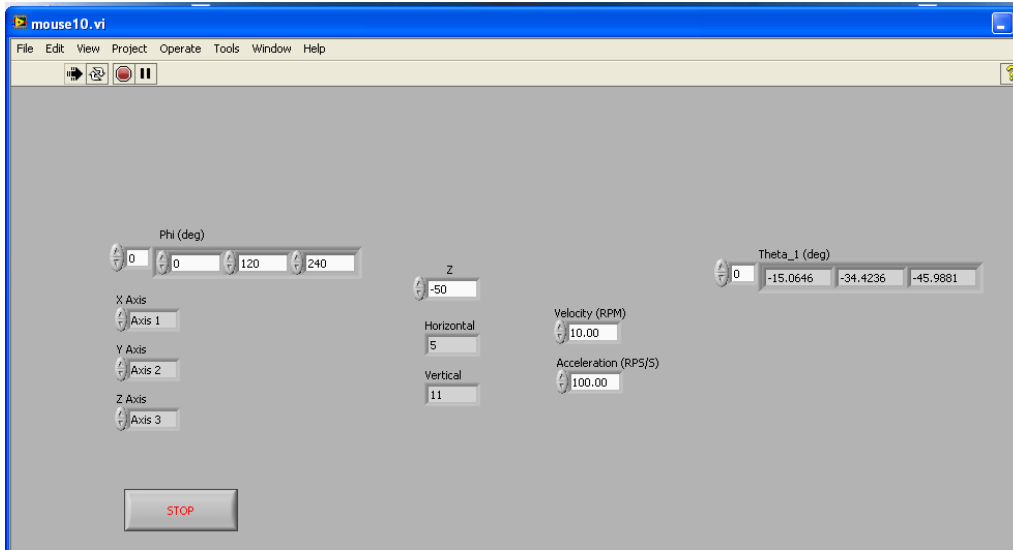 mouse10.vi
File Edit View Project Operate Tools Window Help
?
Phi (deg)
0 0 120 240
Theta_1 (deg)
0 -15.0646 -34.4236 -45.9881
Z
-50
X Axis
Axis 1
Horizontal
5
Velocity (RPM)
10.00
Y Axis
Axis 2
Acceleration (RPS/S)
100.00
Vertical
11
Z Axis
Axis 3
STOP